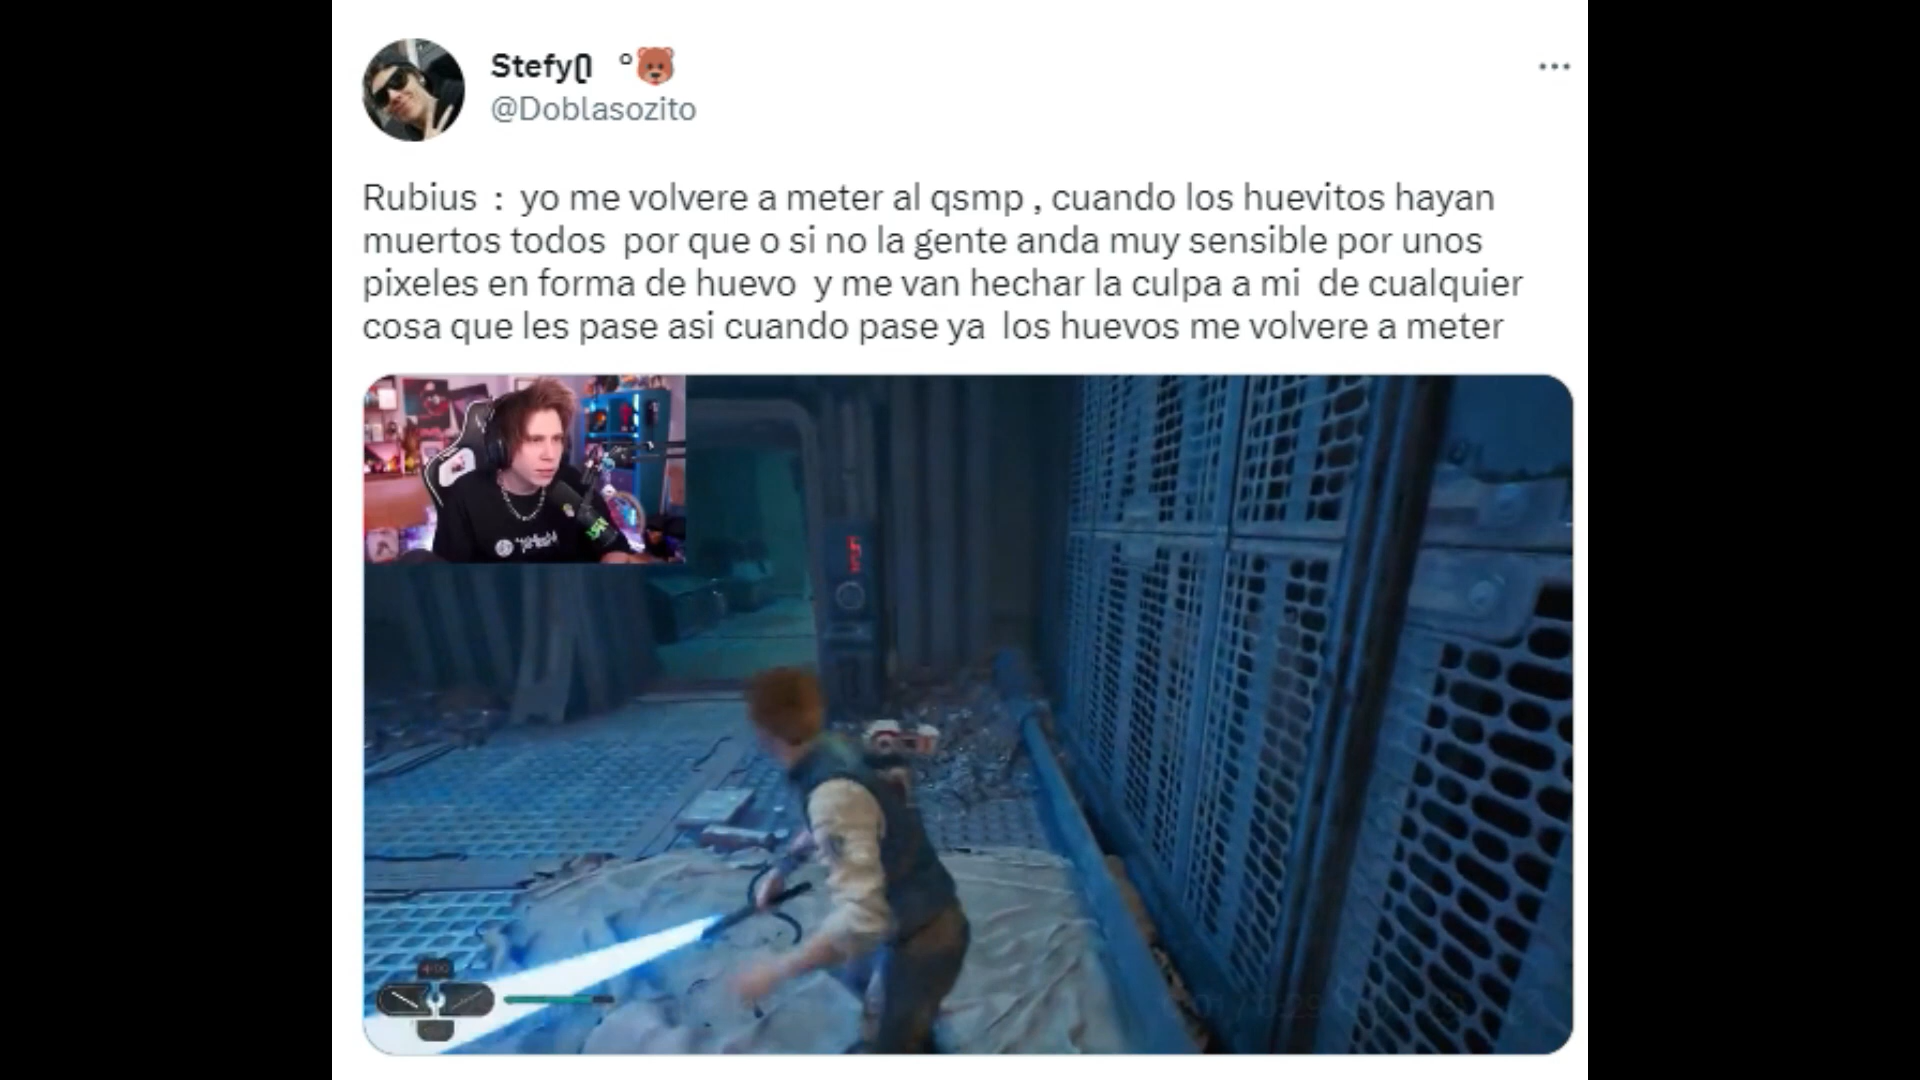 Stefy
@Doblasozito
Rubius : yo me volvere a meter al qsmp , cuando los huevitos hayan
muertos todos por que o si no la gente anda muy sensible por unos
pixeles en forma de huevo y me van hechar la culpa a mi de cualquier
cosa que les pase asi cuando pase ya los huevos me volvere a meter